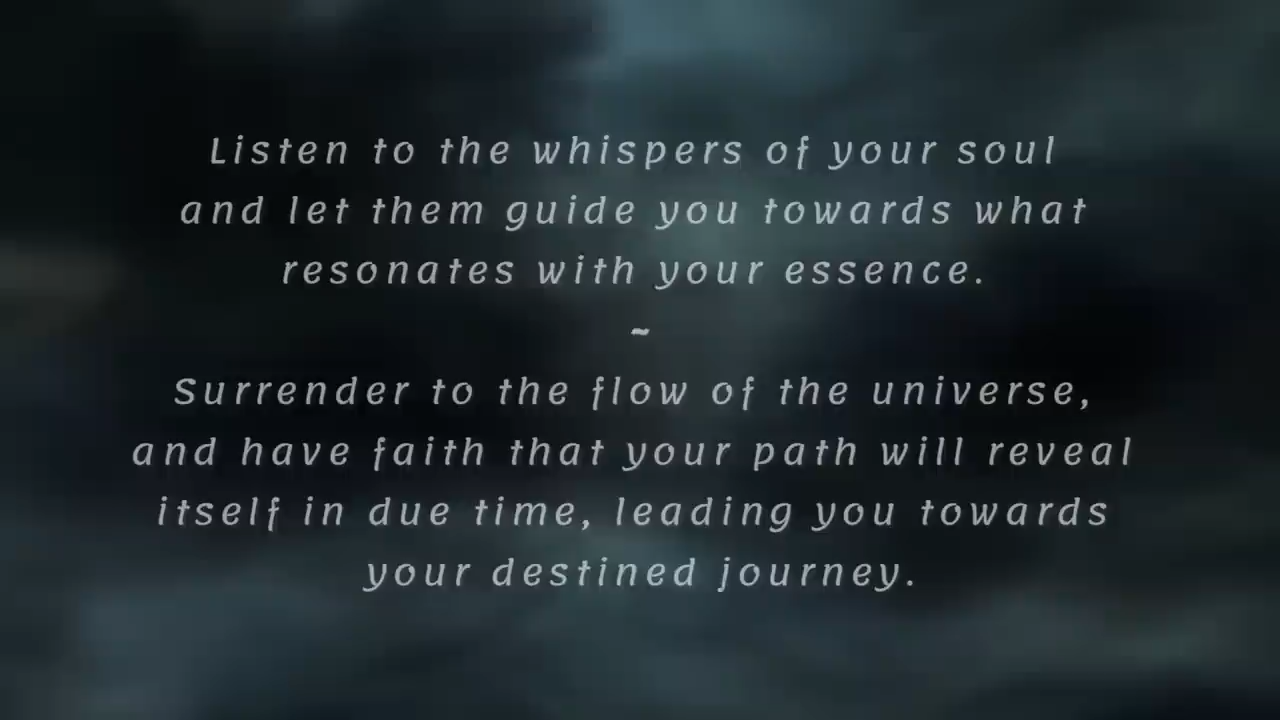 Listen to the whispers of your soul
and let them guide you towards what
resonates with your essence.
~
Surrender to the flow of the universe,
and have faith that your path will reveal
itself in due time, leading you towards
your destined journey.